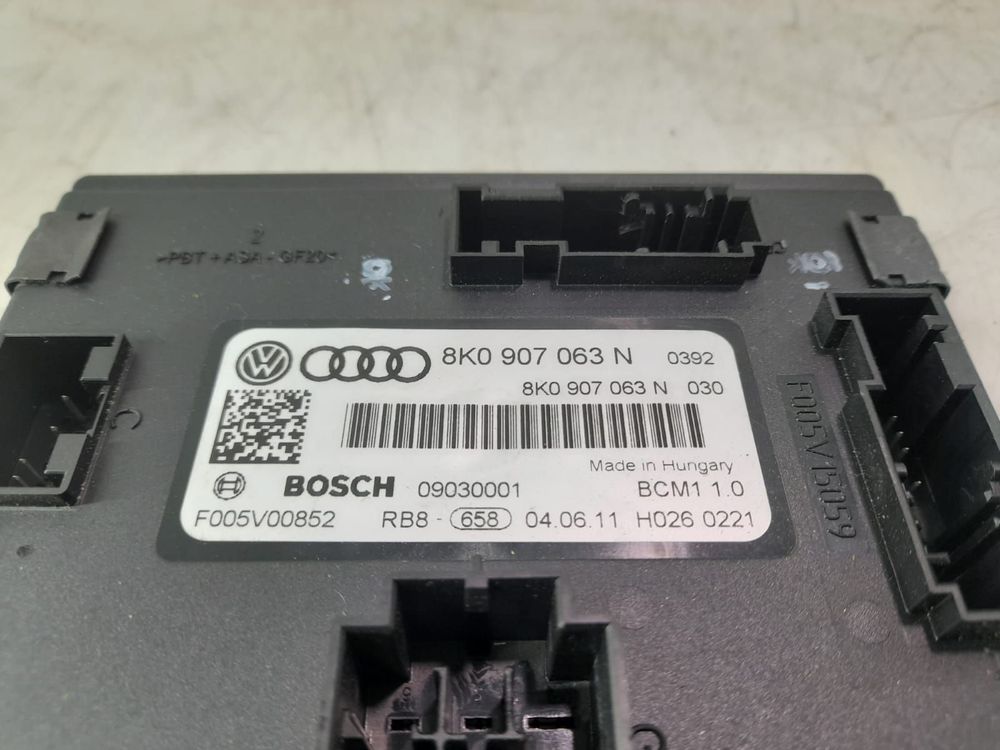 2
>PBT+ASA-GF20<
8K0 907 063 N 0392
8K0 907 063 N 030
Made in Hungary
BOSCH 09030001 BCM1 1.0
F005V00852 RB8 - 658 04.06.11 H026 0221
F005V15059
C